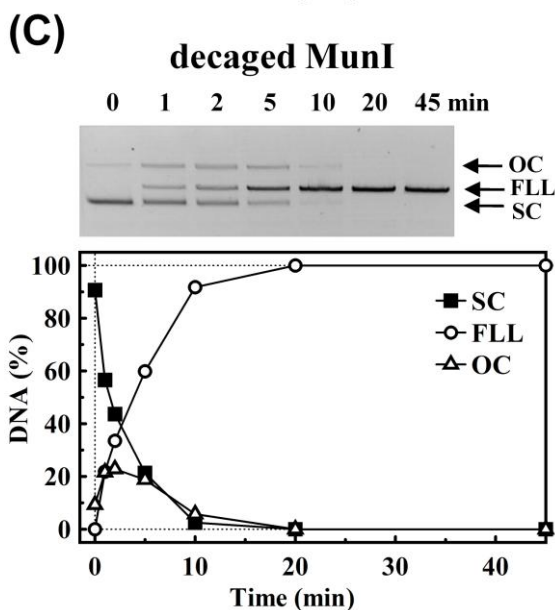 (C)
decaged MunI
0 1 2 5 10 20 45 min
OC
FLL
SC
100
80
60
40
20
0
DNA (%)
SC
FLL
OC
0 10 20 30 40
Time (min)